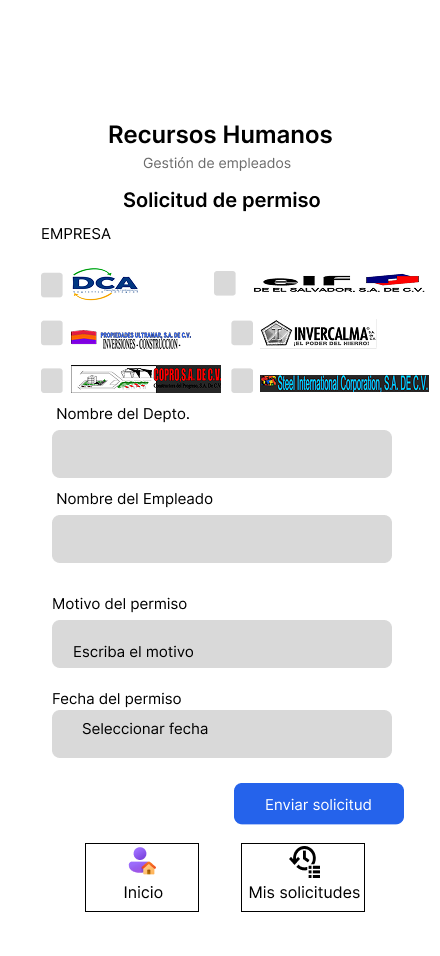 Recursos Humanos
Gestión de empleados
Solicitud de permiso
EMPRESA
DCA
DE EL SALVADOR. S.A. DE C.V.
PROPIEDADES ULTRAMAR, S.A. DE C.V.
INVERSIONES - CONSTRUCCION -
INVERCALMA
¡EL PODER DEL HIERRO!
COPRO,S.A. DE C.V.
Steel International Corporation, S.A. DE C.V.
Nombre del Depto.
Nombre del Empleado
Motivo del permiso
Escriba el motivo
Fecha del permiso
Seleccionar fecha
Enviar solicitud
Inicio
Mis solicitudes